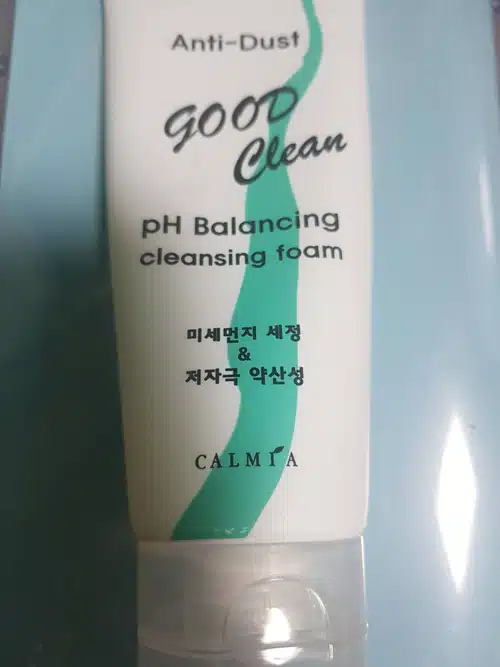 Anti-Dust
GOOD
Clean
pH Balancing
cleansing foam
미세먼지 세정
&
저자극 약산성
CALMIA